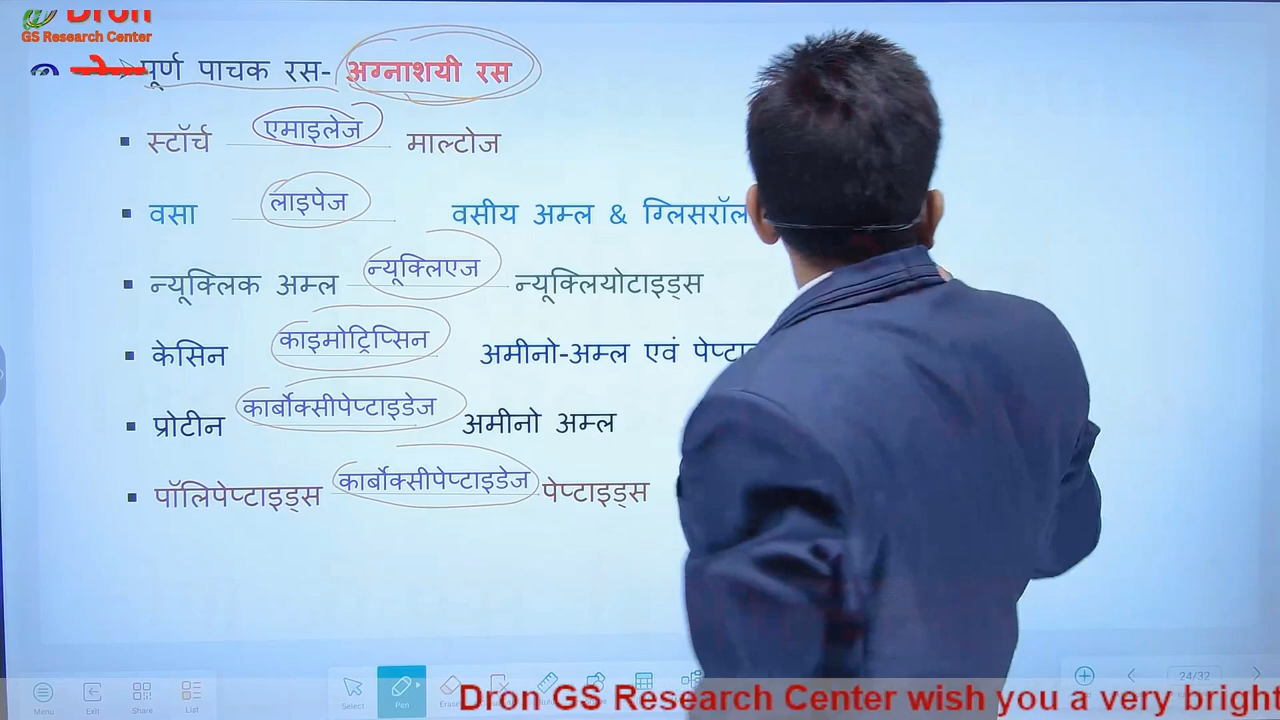 Dron
GS Research Center
पूर्ण पाचक रस- अग्नाशयी रस
स्टॉर्च एमाइलेज माल्टोज
वसा लाइपेज वसीय अम्ल & ग्लिसरॉल
न्यूक्लिक अम्ल न्यूक्लिएज न्यूक्लियोटाइड्स
केसिन काइमोट्रिप्सिन अमीनो-अम्ल एवं
प्रोटीन कार्बोक्सीपेप्टाइडेज अमीनो अम्ल
पॉलिपेप्टाइड्स कार्बोक्सीपेप्टाइडेज पेप्टाइड्स
24/32
Menu Exit Share List Select Pen
Dron GS Research Center wish you a very bright